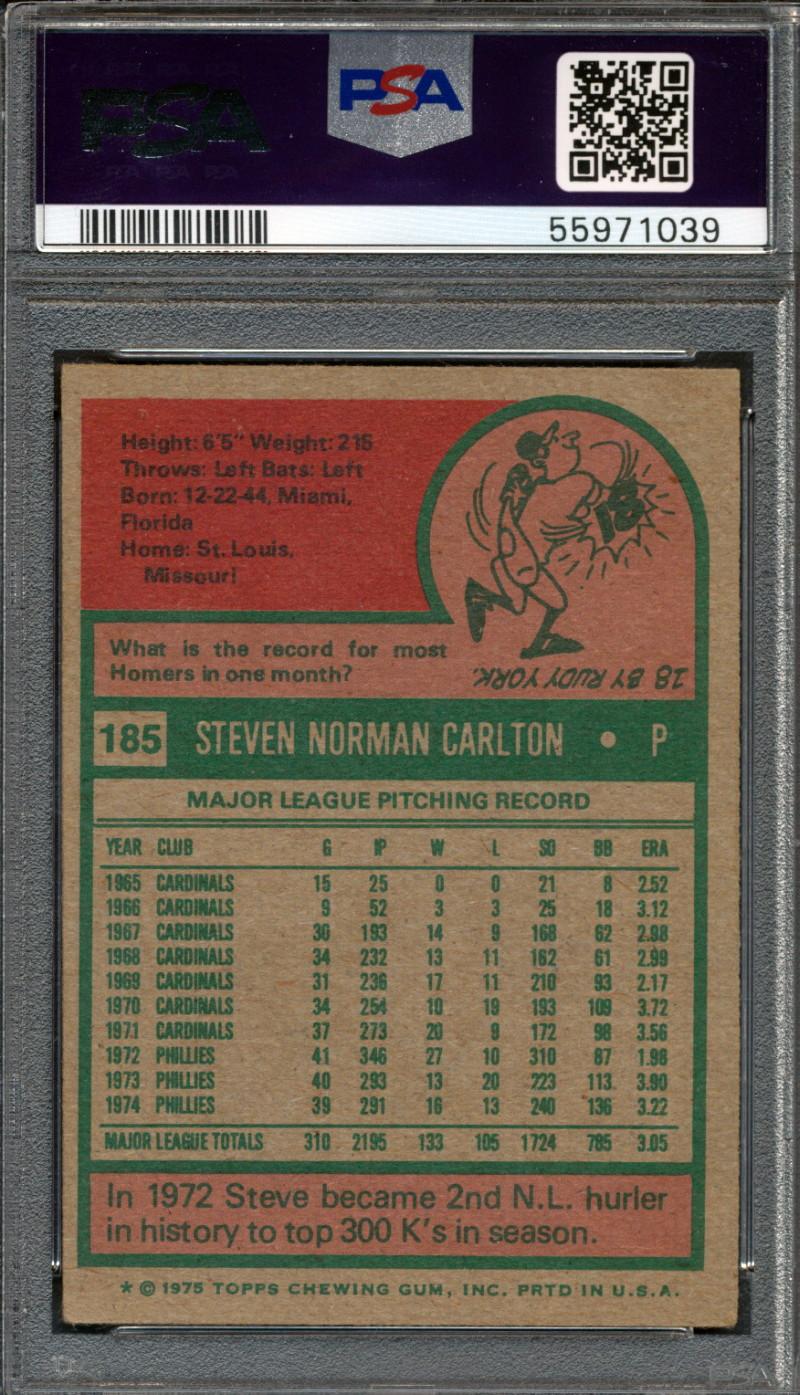 PSA
PSA
55971039
Height: 6'5" Weight: 215
Throws: Left Bats: Left
Born: 12-22-44, Miami,
Florida
Home: St. Louis,
Missouri
18
What is the record for most
Homers in one month?
18 BY RUDY YORK.
185 STEVEN NORMAN CARLTON • P
MAJOR LEAGUE PITCHING RECORD
YEAR CLUB G IP W L SO BB ERA
1965 CARDINALS 15 25 0 0 21 8 2.52
1966 CARDINALS 9 52 3 3 25 18 3.12
1967 CARDINALS 30 193 14 9 168 62 2.98
1968 CARDINALS 34 232 13 11 162 61 2.99
1969 CARDINALS 31 236 17 11 210 93 2.17
1970 CARDINALS 34 254 10 19 193 109 3.72
1971 CARDINALS 37 273 20 9 172 98 3.56
1972 PHILLIES 41 346 27 10 310 87 1.98
1973 PHILLIES 40 293 13 20 223 113 3.90
1974 PHILLIES 39 291 16 13 240 136 3.22
MAJOR LEAGUE TOTALS 310 2195 133 105 1724 785 3.05
In 1972 Steve became 2nd N.L. hurler
in history to top 300 K's in season.
* © 1975 TOPPS CHEWING GUM, INC. PRTD IN U.S.A.
PSA